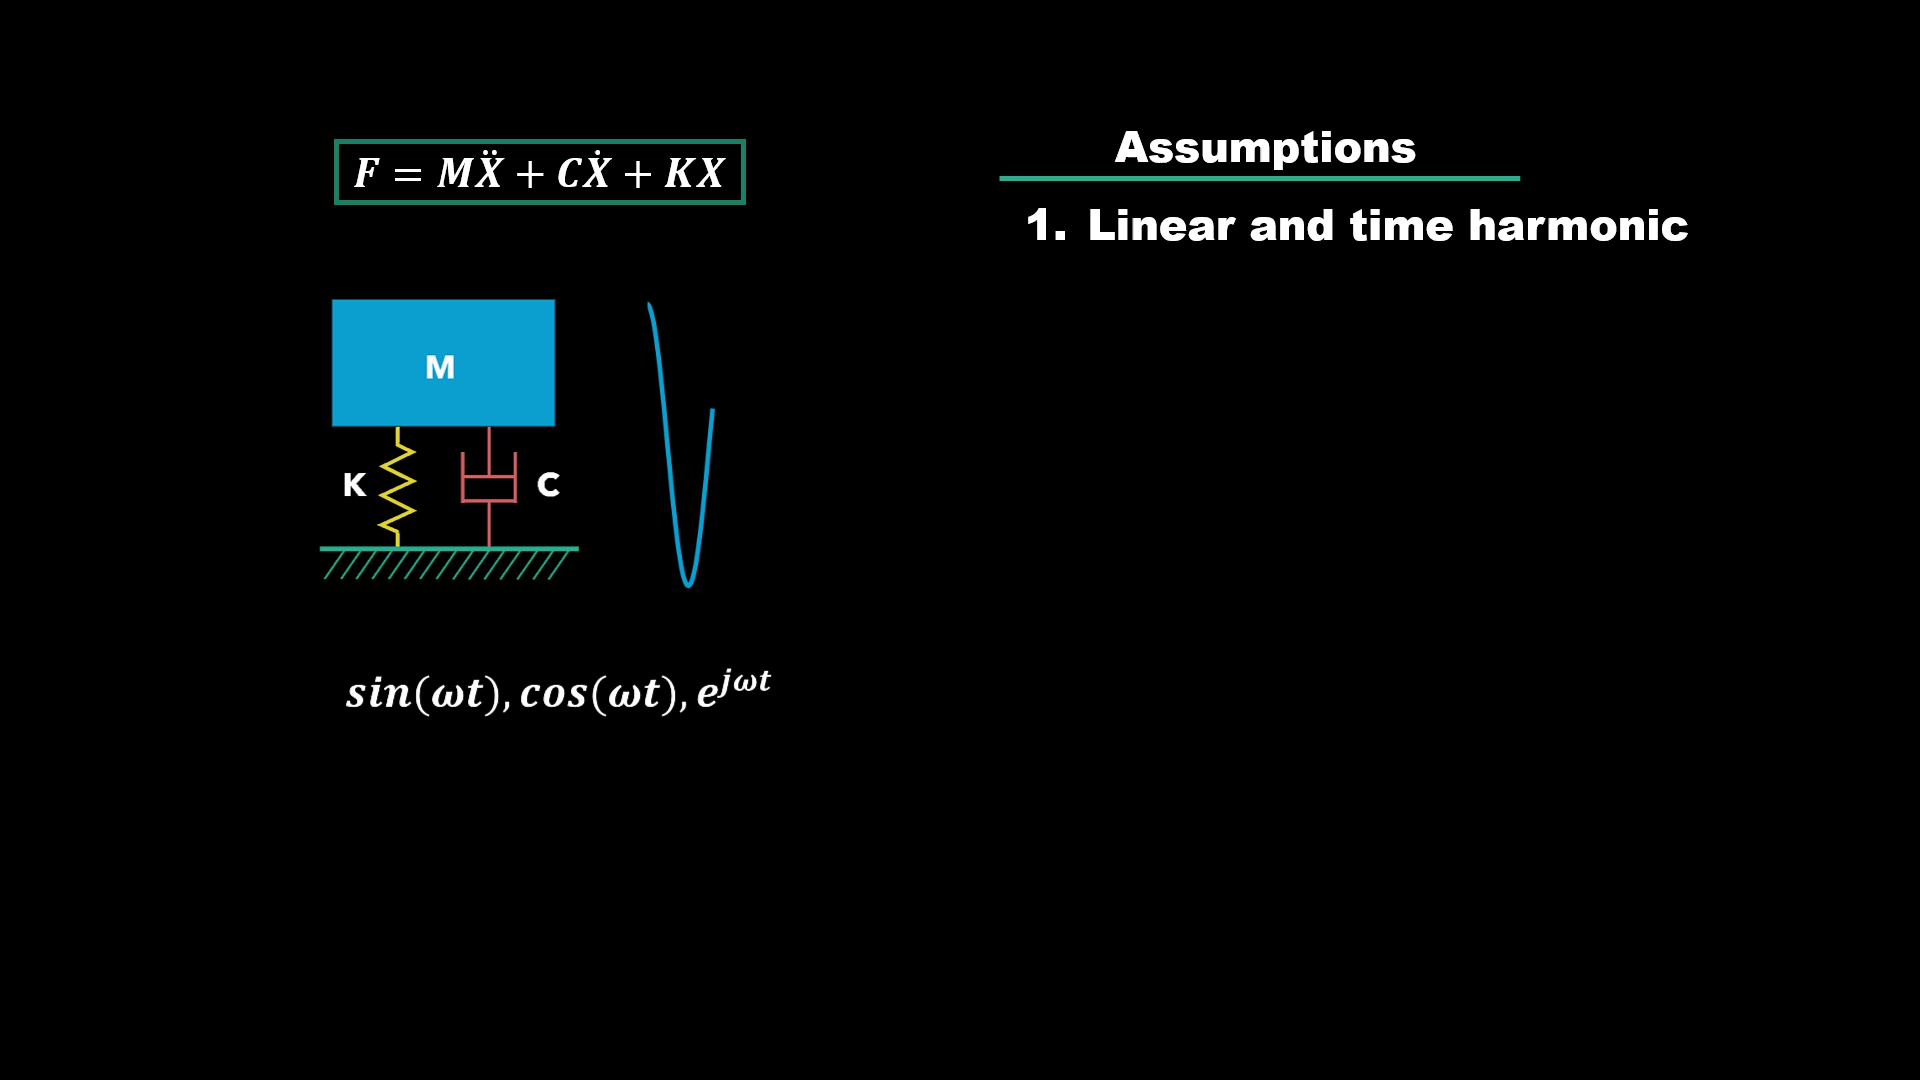 F = MẌ + CẊ + KX
Assumptions
1. Linear and time harmonic
M
K
C
sin(ωt), cos(ωt), e^{jωt}